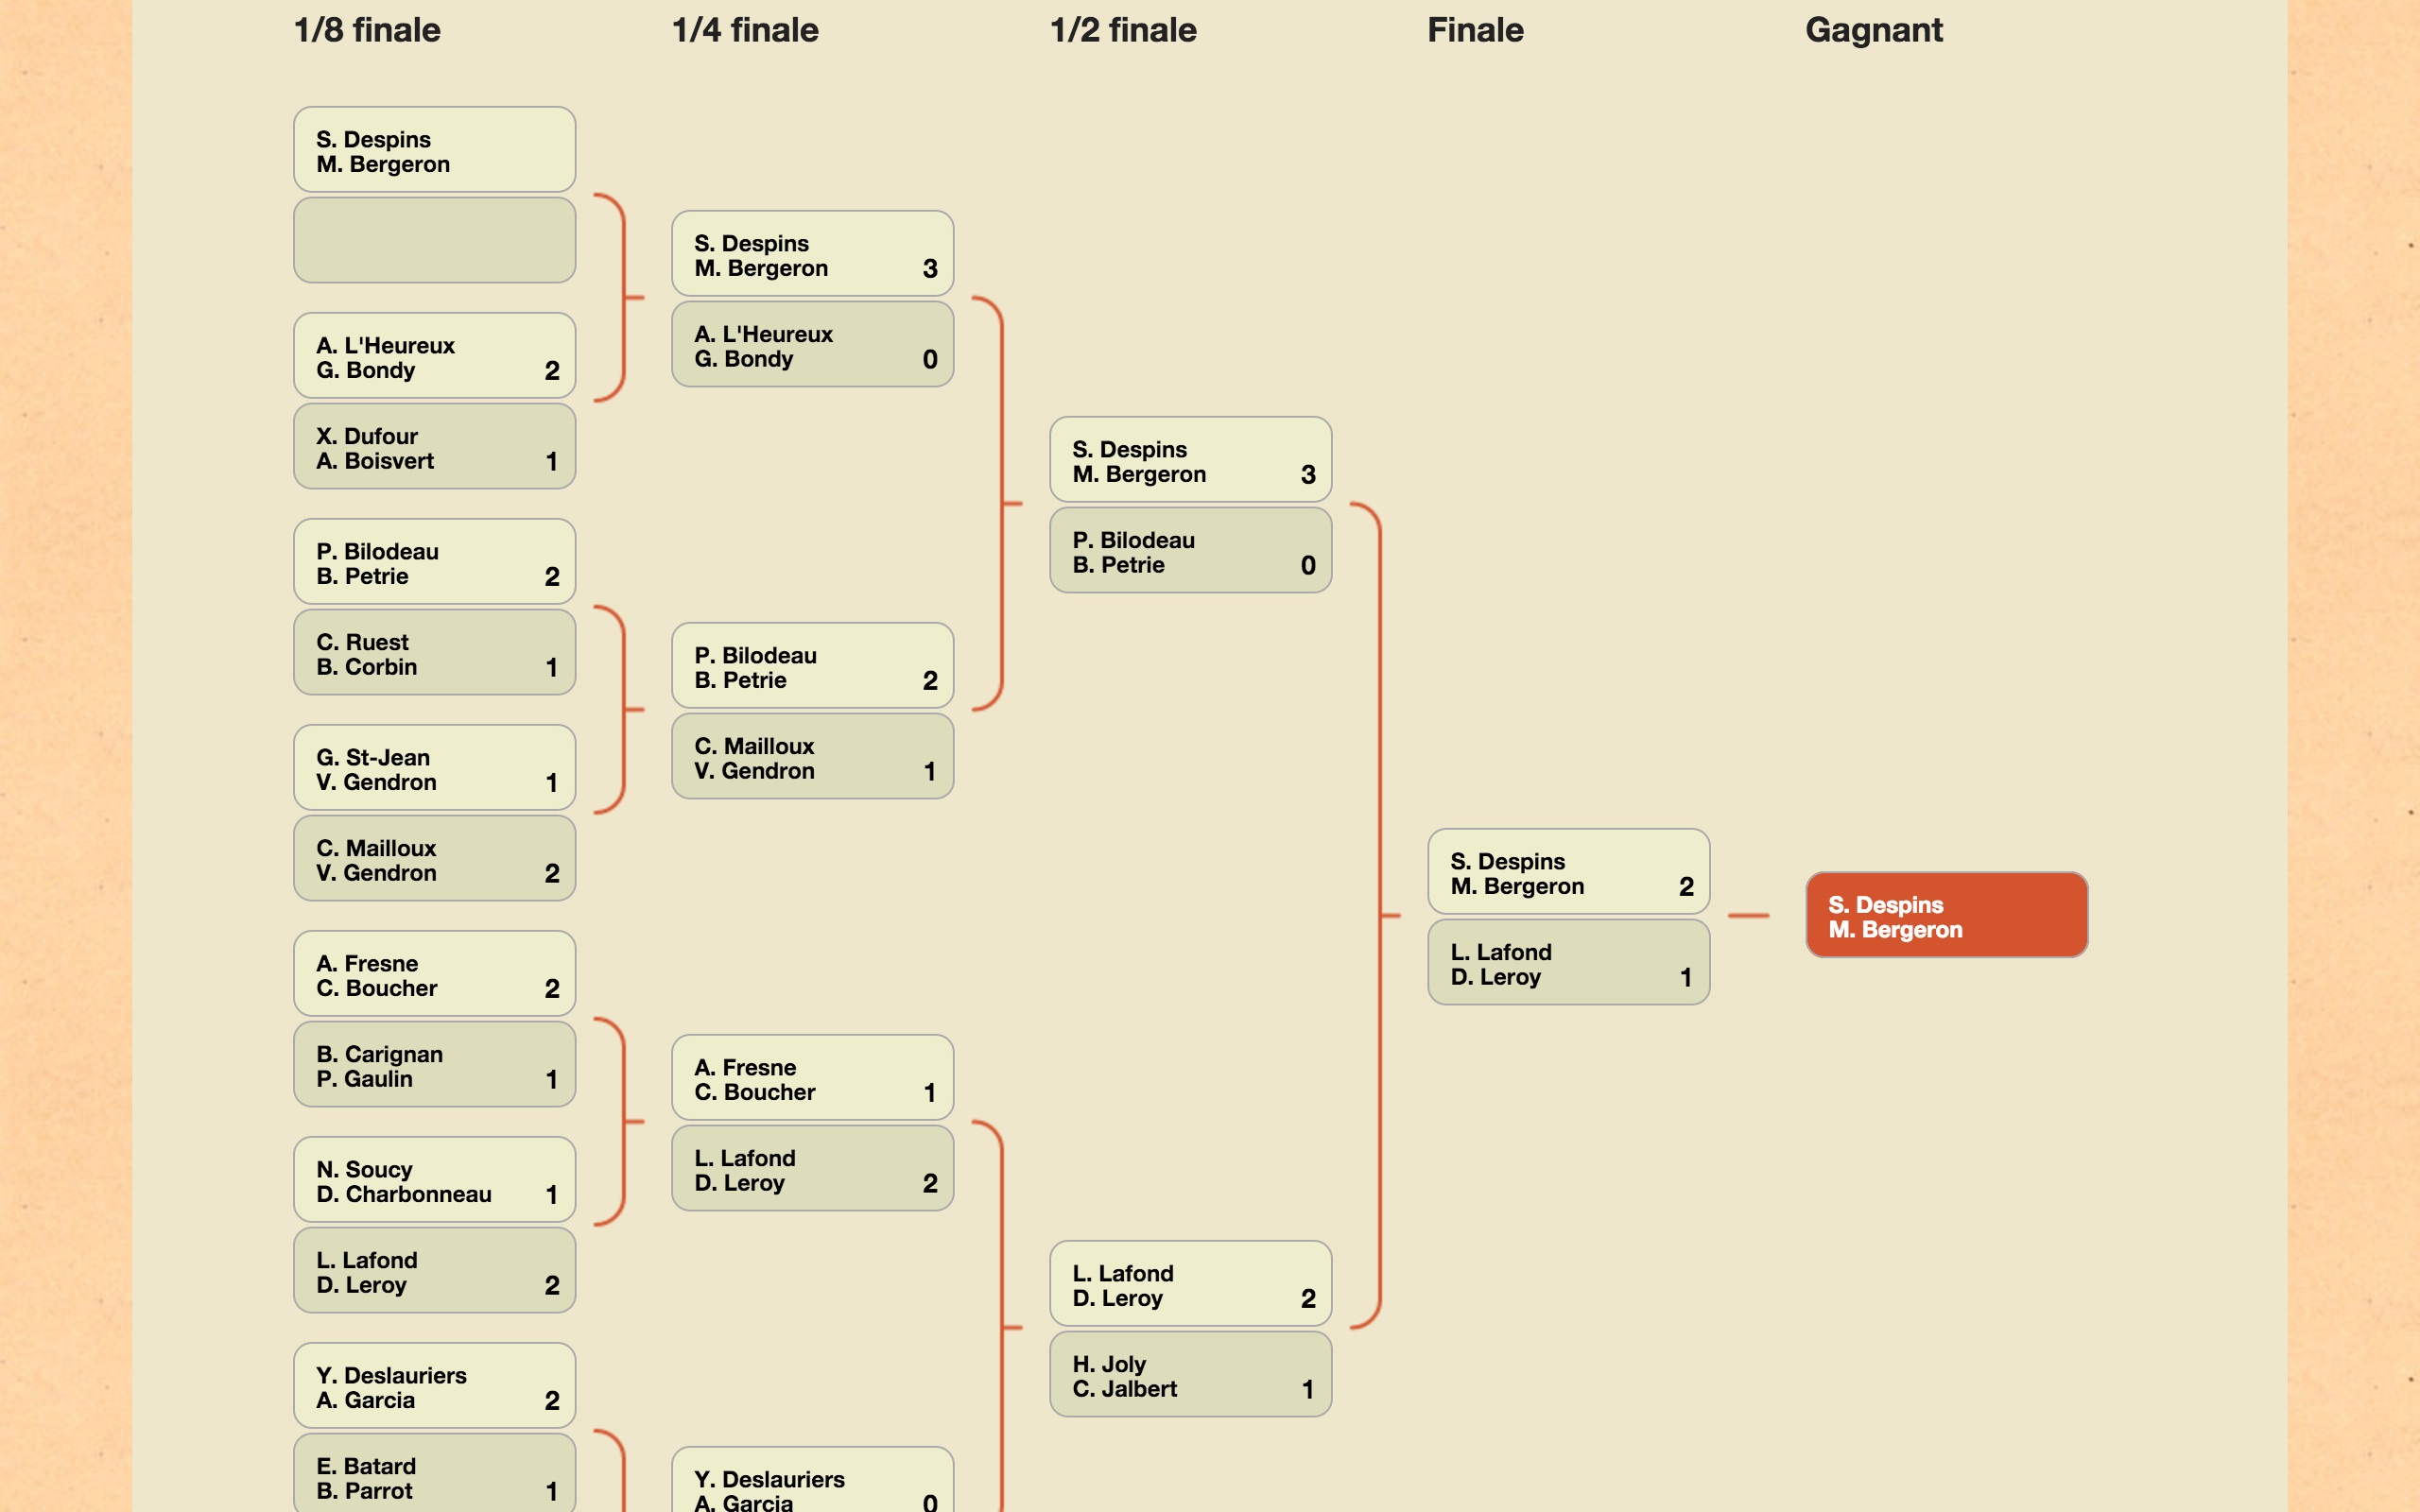 1/8 finale
1/4 finale
1/2 finale
Finale
Gagnant
S. Despins
M. Bergeron
A. L'Heureux
G. Bondy 2
X. Dufour
A. Boisvert 1
P. Bilodeau
B. Petrie 2
C. Ruest
B. Corbin 1
G. St-Jean
V. Gendron 1
C. Mailloux
V. Gendron 2
A. Fresne
C. Boucher 2
B. Carignan
P. Gaulin 1
N. Soucy
D. Charbonneau 1
L. Lafond
D. Leroy 2
Y. Deslauriers
A. Garcia 2
E. Batard
B. Parrot 1
S. Despins
M. Bergeron 3
A. L'Heureux
G. Bondy 0
P. Bilodeau
B. Petrie 2
C. Mailloux
V. Gendron 1
A. Fresne
C. Boucher 1
L. Lafond
D. Leroy 2
Y. Deslauriers
A. Garcia 0
S. Despins
M. Bergeron 3
P. Bilodeau
B. Petrie 0
L. Lafond
D. Leroy 2
H. Joly
C. Jalbert 1
S. Despins
M. Bergeron 2
L. Lafond
D. Leroy 1
S. Despins
M. Bergeron